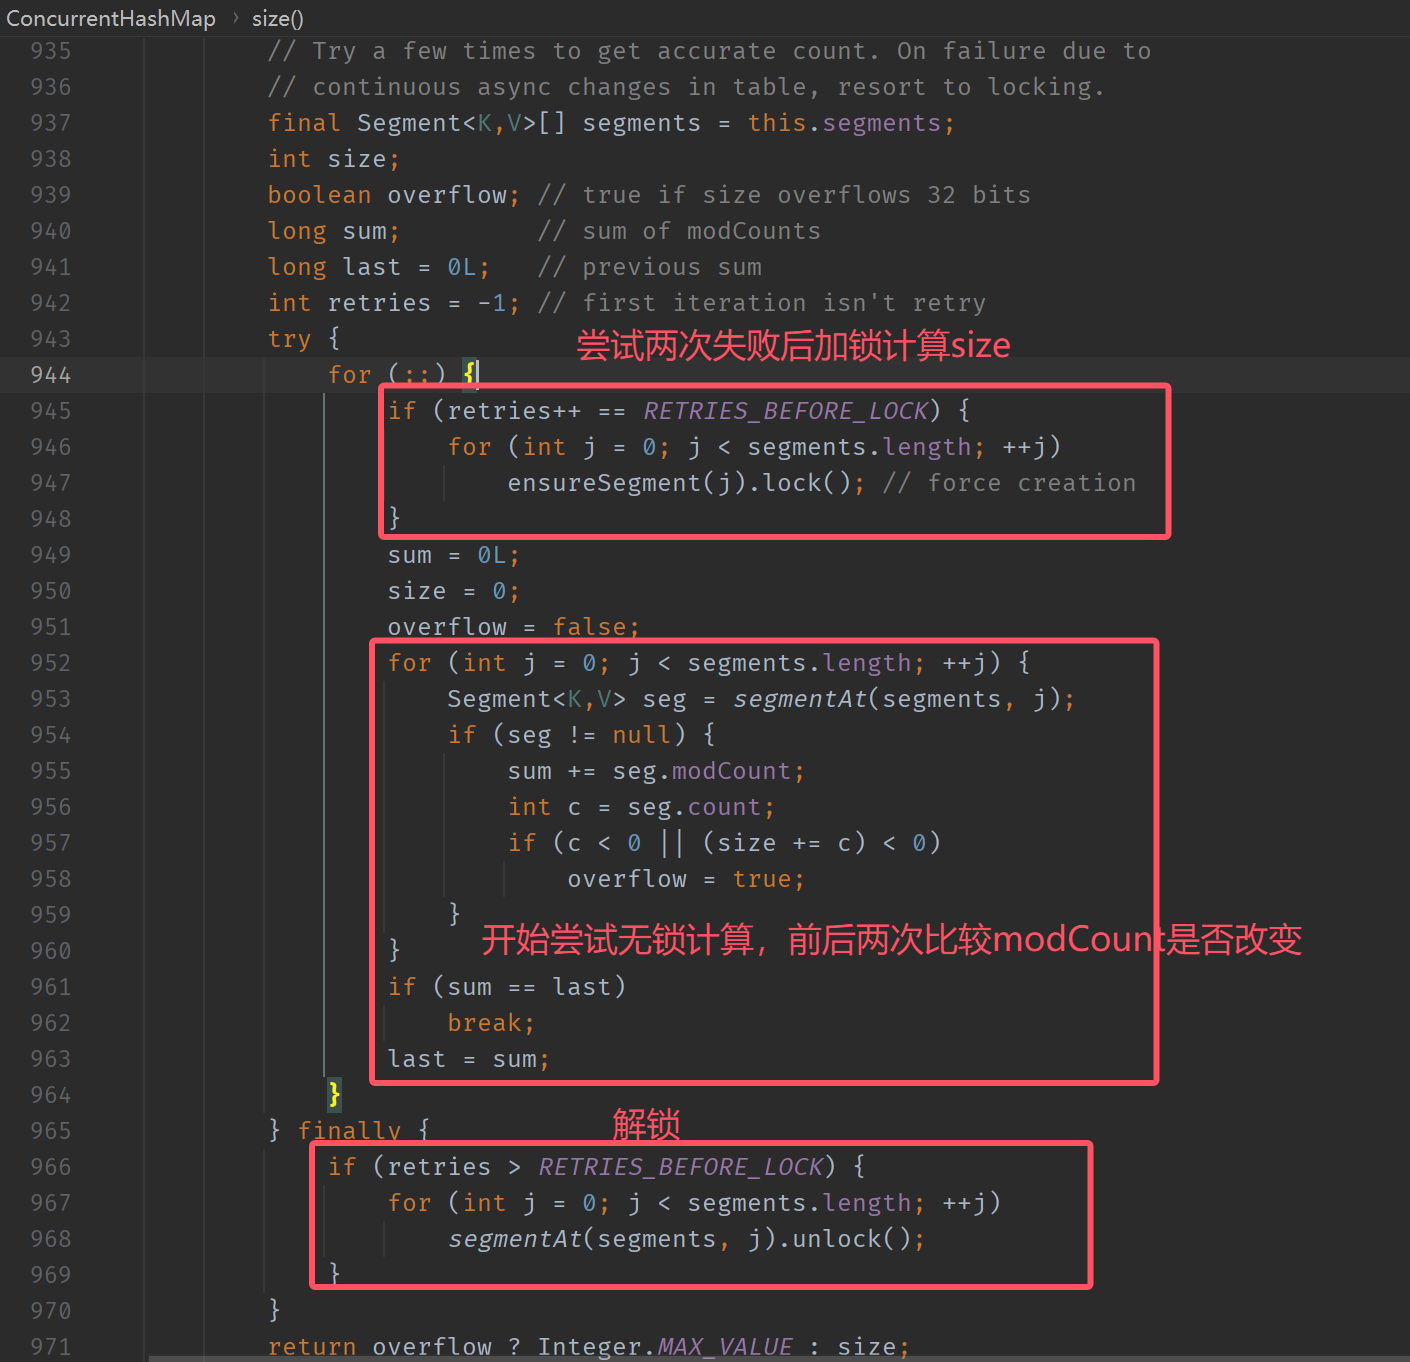 ConcurrentHashMap › size()
935 // Try a few times to get accurate count. On failure due to
936 // continuous async changes in table, resort to locking.
937 final Segment<K,V>[] segments = this.segments;
938 int size;
939 boolean overflow; // true if size overflows 32 bits
940 long sum; // sum of modCounts
941 long last = 0L; // previous sum
942 int retries = -1; // first iteration isn't retry
943 try {
尝试两次失败后加锁计算size
944 for (;;) {
945 if (retries++ == RETRIES_BEFORE_LOCK) {
946 for (int j = 0; j < segments.length; ++j)
947 ensureSegment(j).lock(); // force creation
948 }
949 sum = 0L;
950 size = 0;
951 overflow = false;
952 for (int j = 0; j < segments.length; ++j) {
953 Segment<K,V> seg = segmentAt(segments, j);
954 if (seg != null) {
955 sum += seg.modCount;
956 int c = seg.count;
957 if (c < 0 || (size += c) < 0)
958 overflow = true;
959 }
开始尝试无锁计算，前后两次比较modCount是否改变
960 }
961 if (sum == last)
962 break;
963 last = sum;
964 }
解锁
965 } finally {
966 if (retries > RETRIES_BEFORE_LOCK) {
967 for (int j = 0; j < segments.length; ++j)
968 segmentAt(segments, j).unlock();
969 }
970 }
971 return overflow ? Integer.MAX_VALUE : size;